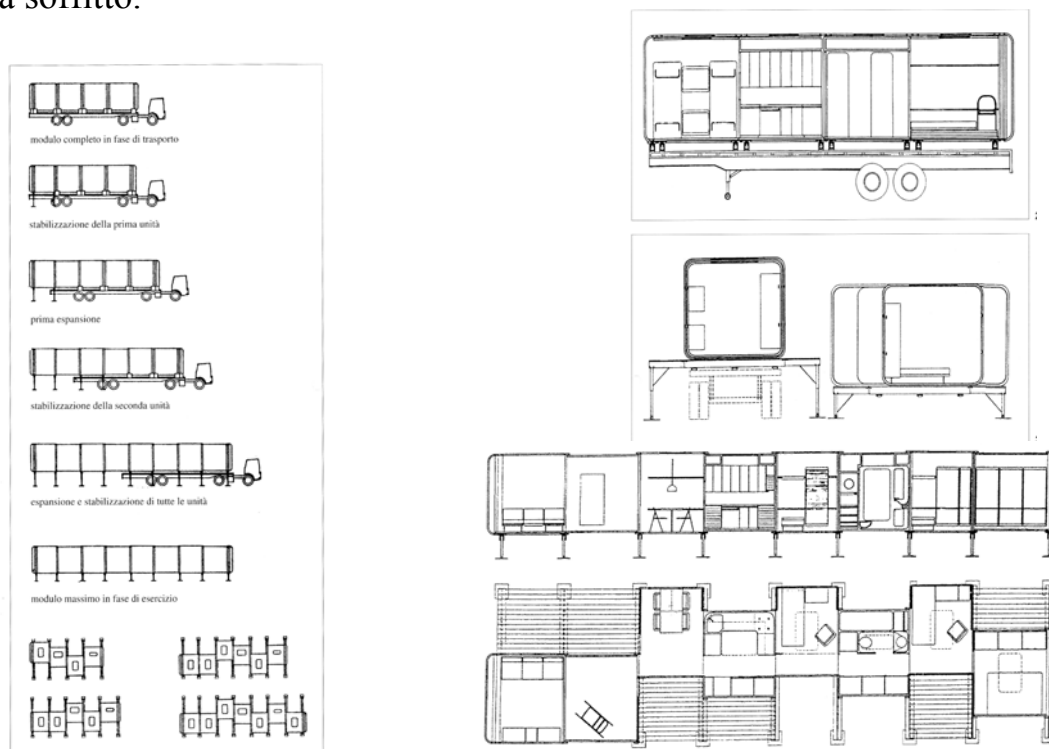 a soffitto.
modulo completo in fase di trasporto
stabilizzazione della prima unità
prima espansione
stabilizzazione della seconda unità
espansione e stabilizzazione di tutte le unità
modulo massimo in fase di esercizio